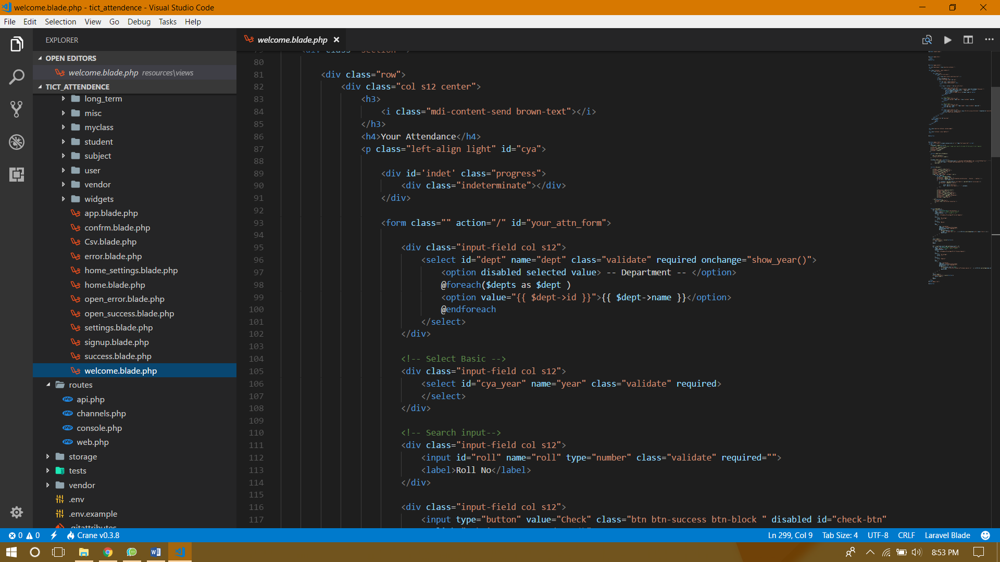 welcome.blade.php - tict_attendence - Visual Studio Code
File Edit Selection View Go Debug Tasks Help
EXPLORER
OPEN EDITORS
welcome.blade.php resources\views
TICT_ATTENDENCE
long_term
misc
myclass
student
subject
user
vendor
widgets
app.blade.php
confrm.blade.php
Csv.blade.php
error.blade.php
home_settings.blade.php
home.blade.php
open_error.blade.php
open_success.blade.php
settings.blade.php
signup.blade.php
success.blade.php
welcome.blade.php
routes
php api.php
php channels.php
php console.php
php web.php
storage
tests
vendor
.env
.env.example
.gitattributes
welcome.blade.php
79 <div class="section">
80
81 <div class="row">
82 <div class="col s12 center">
83 <h3>
84 <i class="mdi-content-send brown-text"></i>
85 </h3>
86 <h4>Your Attendance</h4>
87 <p class="left-align light" id="cya">
88
89 <div id='indet' class="progress">
90 <div class="indeterminate"></div>
91 </div>
92
93 <form class="" action="/" id="your_attn_form">
94
95 <div class="input-field col s12">
96 <select id="dept" name="dept" class="validate" required onchange="show_year()">
97 <option disabled selected value> -- Department -- </option>
98 @foreach($depts as $dept )
99 <option value="{{ $dept->id }}">{{ $dept->name }}</option>
100 @endforeach
101 </select>
102 </div>
103
104 <!-- Select Basic -->
105 <div class="input-field col s12">
106 <select id="cya_year" name="year" class="validate" required>
107 </select>
108 </div>
109
110 <!-- Search input-->
111 <div class="input-field col s12">
112 <input id="roll" name="roll" type="number" class="validate" required="">
113 <label>Roll No</label>
114 </div>
115
116 <div class="input-field col s12">
117 <input type="button" value="Check" class="btn btn-success btn-block " disabled id="check-btn"
0 0 Crane v0.3.8 Ln 299, Col 9 Tab Size: 4 UTF-8 CRLF Laravel Blade
8:53 PM